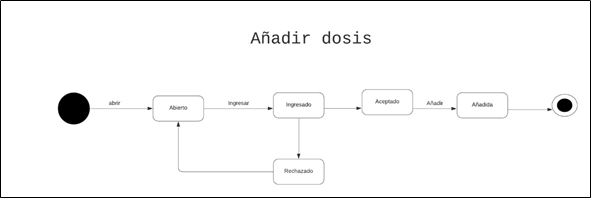 Añadir dosis
abrir
Abierto
Ingresar
Ingresado
Aceptado
Añadir
Añadida
Rechazado